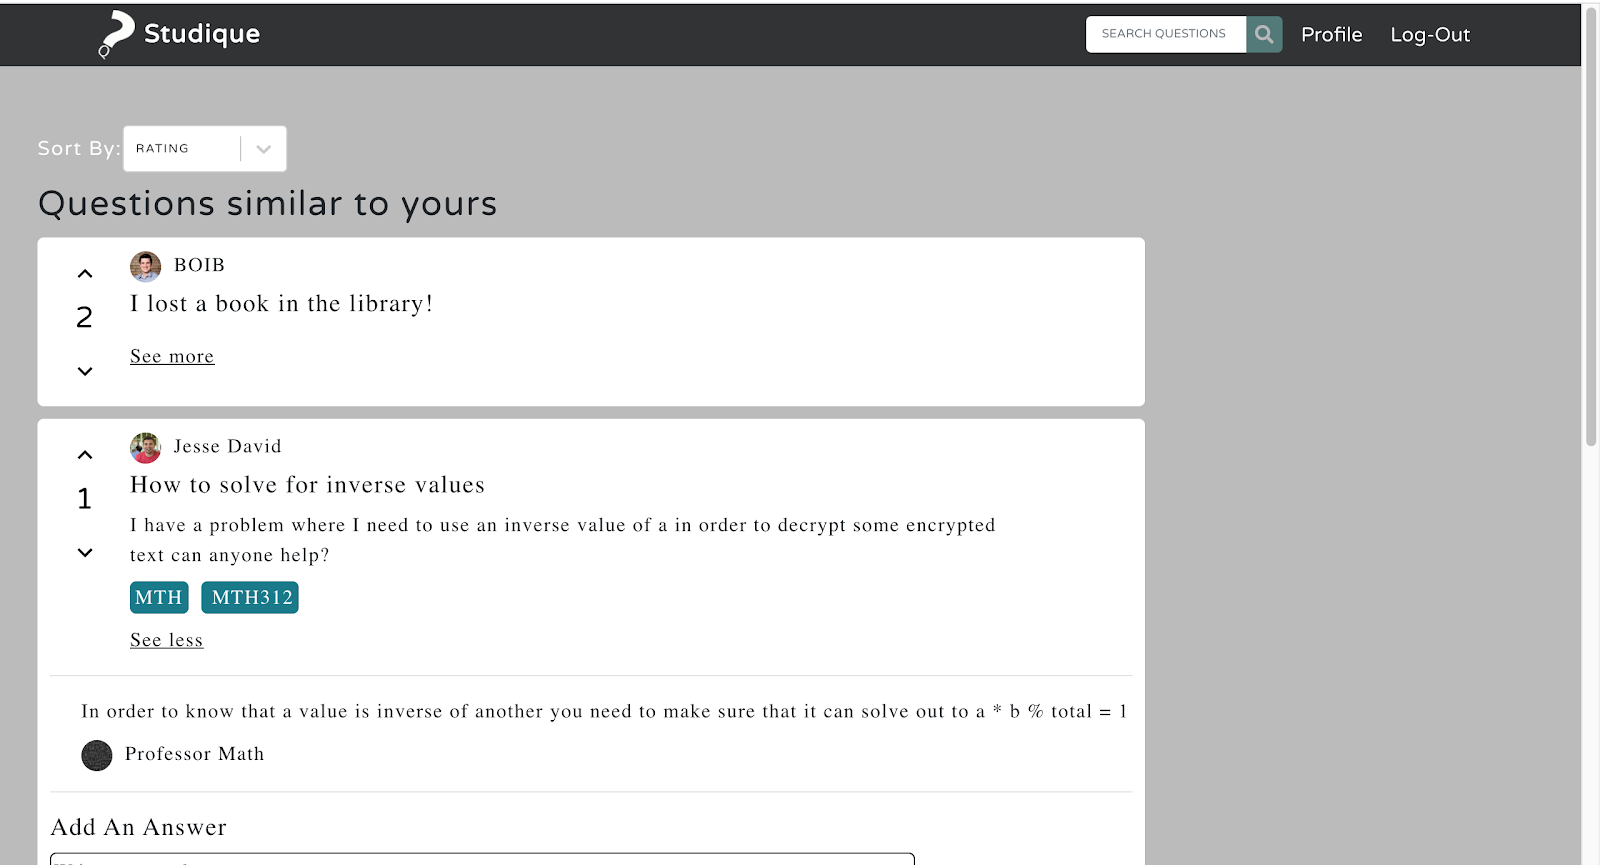 Studique
SEARCH QUESTIONS
Profile
Log-Out
Sort By:
RATING
Questions similar to yours
BOIB
2
I lost a book in the library!
See more
Jesse David
1
How to solve for inverse values
I have a problem where I need to use an inverse value of a in order to decrypt some encrypted
text can anyone help?
MTH MTH312
See less
In order to know that a value is inverse of another you need to make sure that it can solve out to a * b % total = 1
Professor Math
Add An Answer